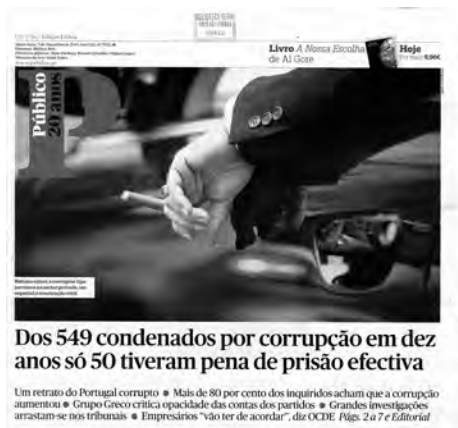 Livro A Nossa Escolha
de Al Gore
Hoje
Público
20 anos
P
Dos 549 condenados por corrupção em dez
anos só 50 tiveram pena de prisão efectiva
Um retrato do Portugal corrupto • Mais de 80 por cento dos inquiridos acham que a corrupção
aumentou • Grupo Greco critica opacidade das contas dos partidos • Grandes investigações
arrastam-se nos tribunais • Empresários "vão ter de acordar", diz OCDE Págs. 2 a 7 e Editorial